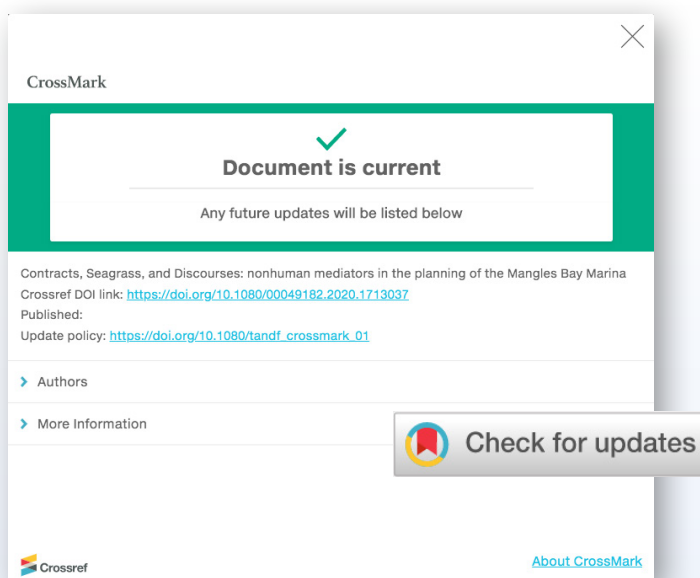 CrossMark
Document is current
Any future updates will be listed below
Contracts, Seagrass, and Discourses: nonhuman mediators in the planning of the Mangles Bay Marina
Crossref DOI link: https://doi.org/10.1080/00049182.2020.1713037
Published:
Update policy: https://doi.org/10.1080/tandf_crossmark_01
Authors
More Information
Check for updates
Crossref
About CrossMark